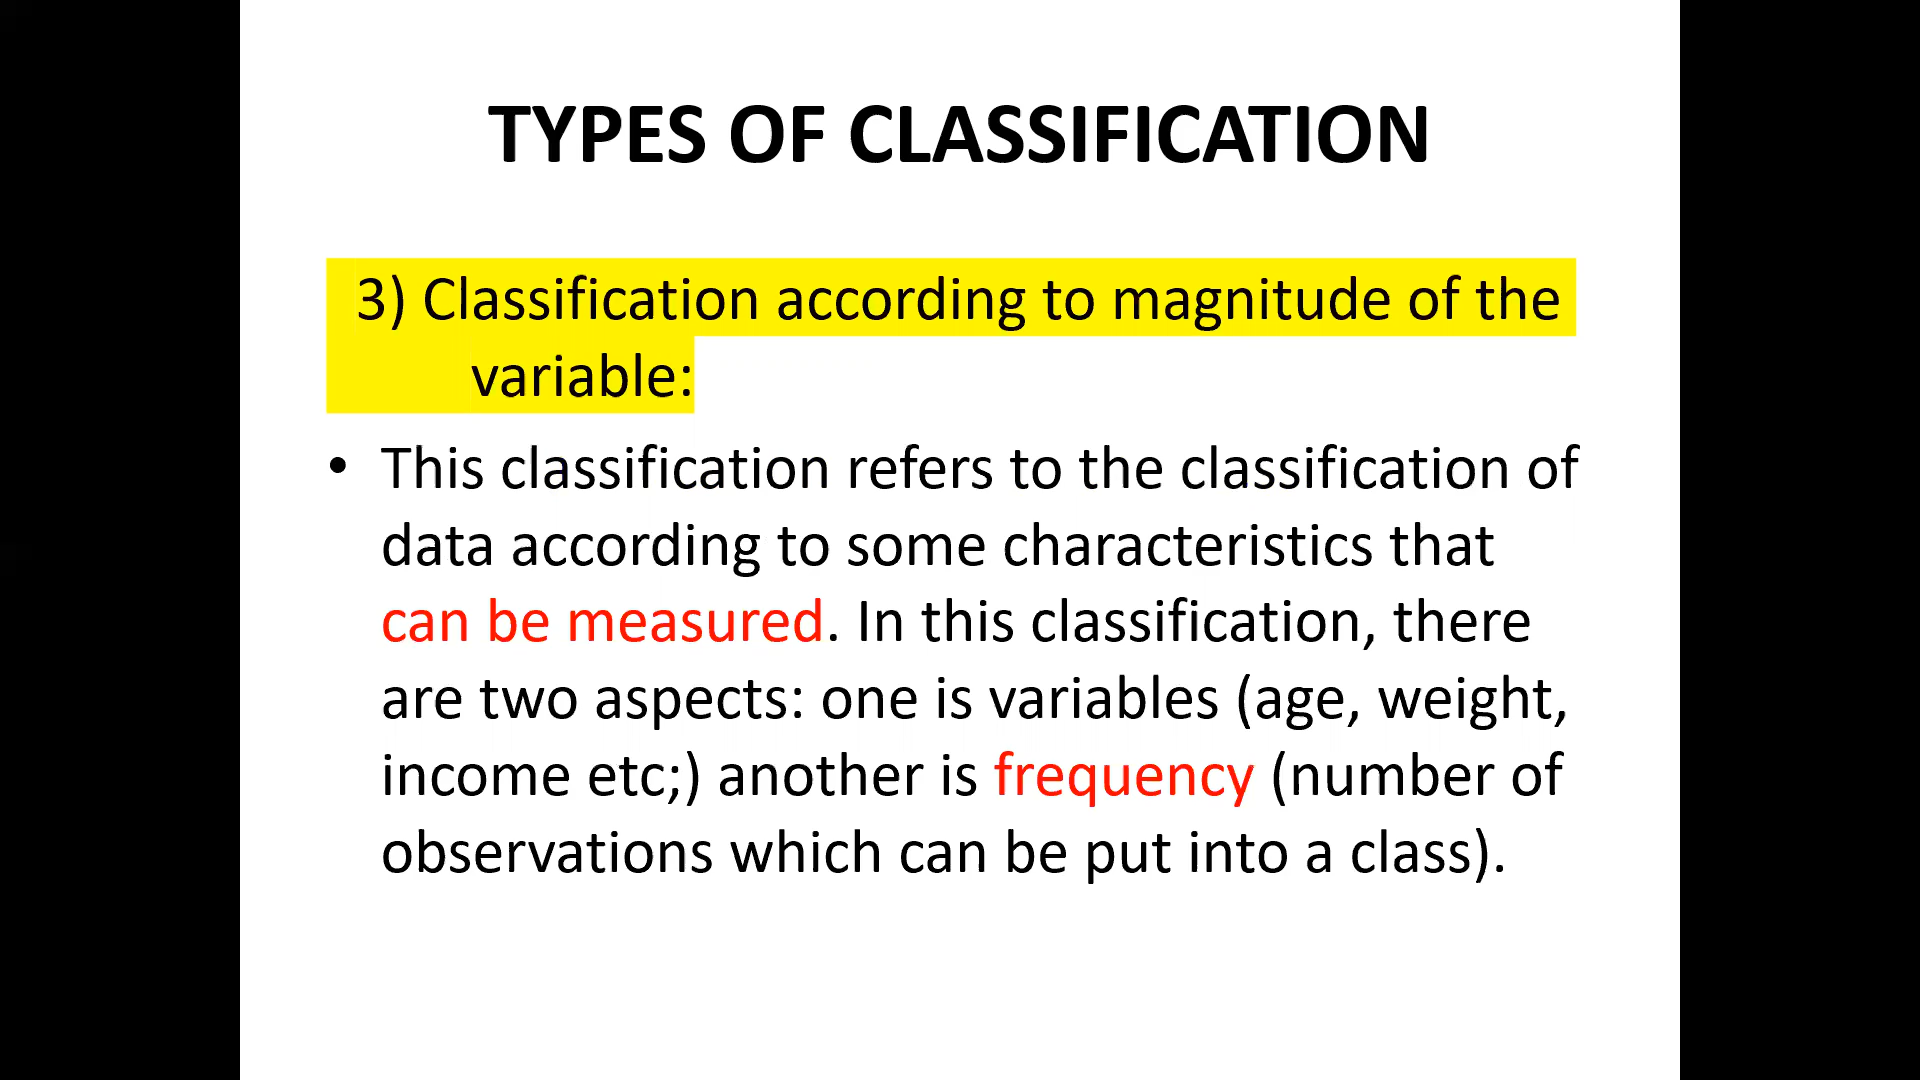 TYPES OF CLASSIFICATION
3) Classification according to magnitude of the
variable:
• This classification refers to the classification of
data according to some characteristics that
can be measured. In this classification, there
are two aspects: one is variables (age, weight,
income etc;) another is frequency (number of
observations which can be put into a class).